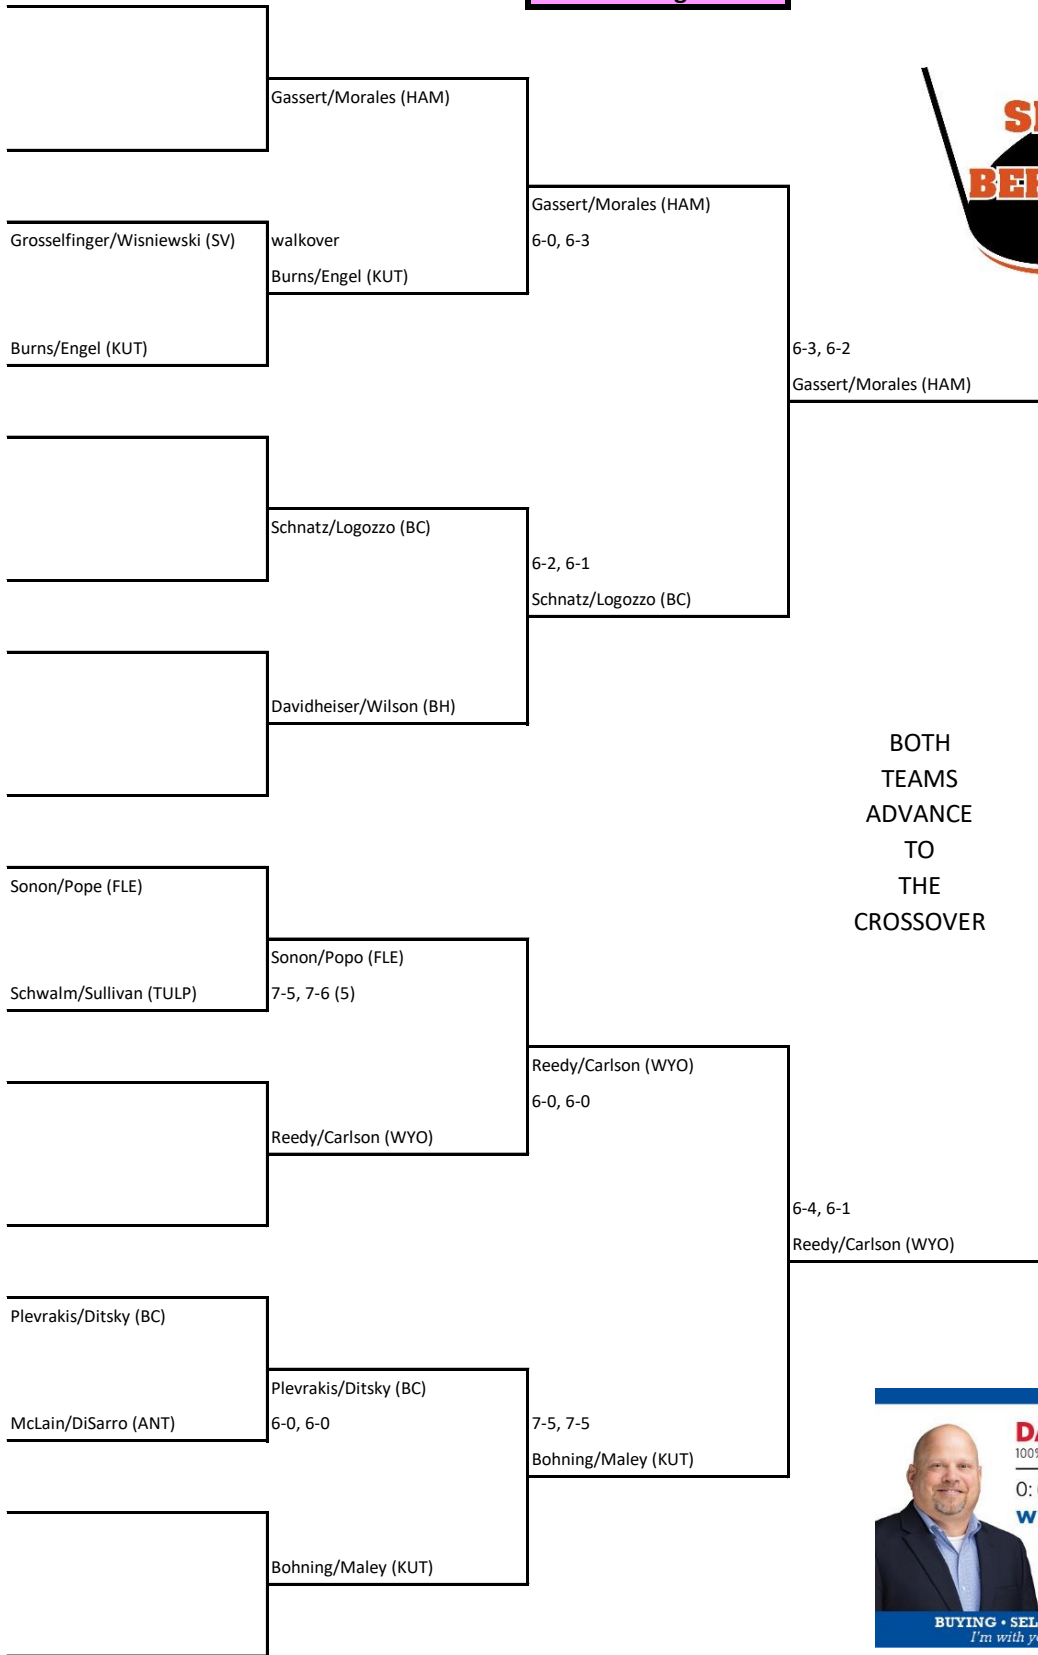 Gassert/Morales (HAM)
Gassert/Morales (HAM)
Grosselfinger/Wisniewski (SV)
walkover
6-0, 6-3
Burns/Engel (KUT)
Burns/Engel (KUT)
6-3, 6-2
Gassert/Morales (HAM)
Schnatz/Logozzo (BC)
6-2, 6-1
Schnatz/Logozzo (BC)
Davidheiser/Wilson (BH)
BOTH
TEAMS
ADVANCE
TO
THE
CROSSOVER
Sonon/Pope (FLE)
Sonon/Popo (FLE)
Schwalm/Sullivan (TULP)
7-5, 7-6 (5)
Reedy/Carlson (WYO)
6-0, 6-0
Reedy/Carlson (WYO)
6-4, 6-1
Reedy/Carlson (WYO)
Plevrakis/Ditsky (BC)
Plevrakis/Ditsky (BC)
McLain/DiSarro (ANT)
6-0, 6-0
7-5, 7-5
Bohning/Maley (KUT)
Bohning/Maley (KUT)
100%
O:
BUYING • SEL
I'm with